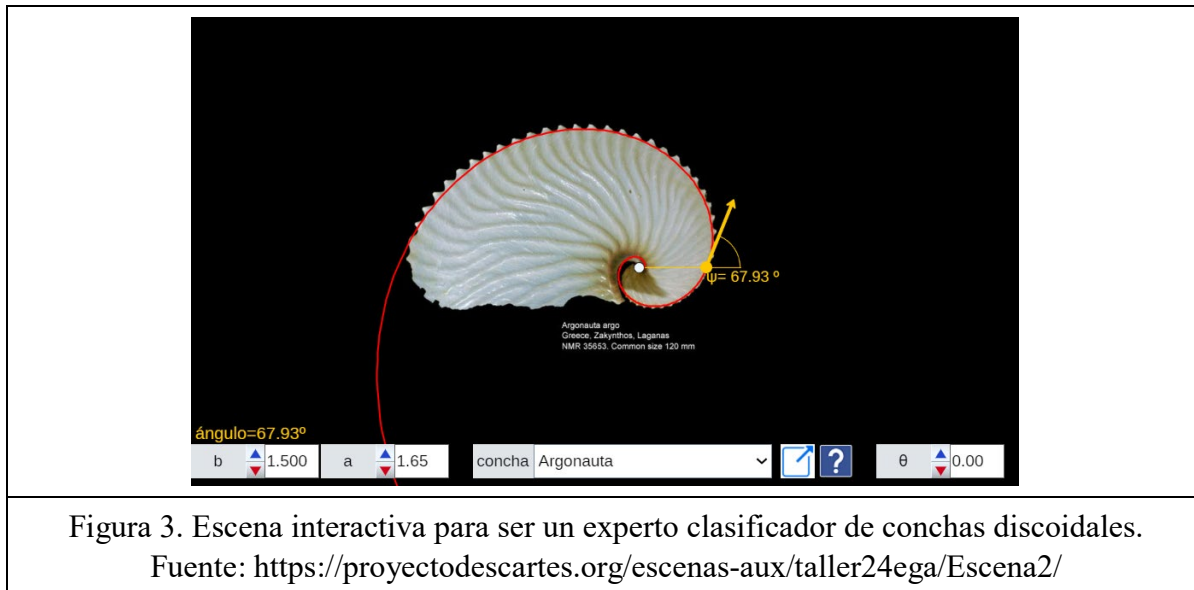 ψ= 67.93 º
Argonauta argo
Greece, Zakynthos, Laganas
NMR 35653. Common size 120 mm
ángulo=67.93º
b 1.500 a 1.65 concha Argonauta ? θ 0.00
Figura 3. Escena interactiva para ser un experto clasificador de conchas discoidales.
Fuente: https://proyectodescartes.org/escenas-aux/taller24ega/Escena2/